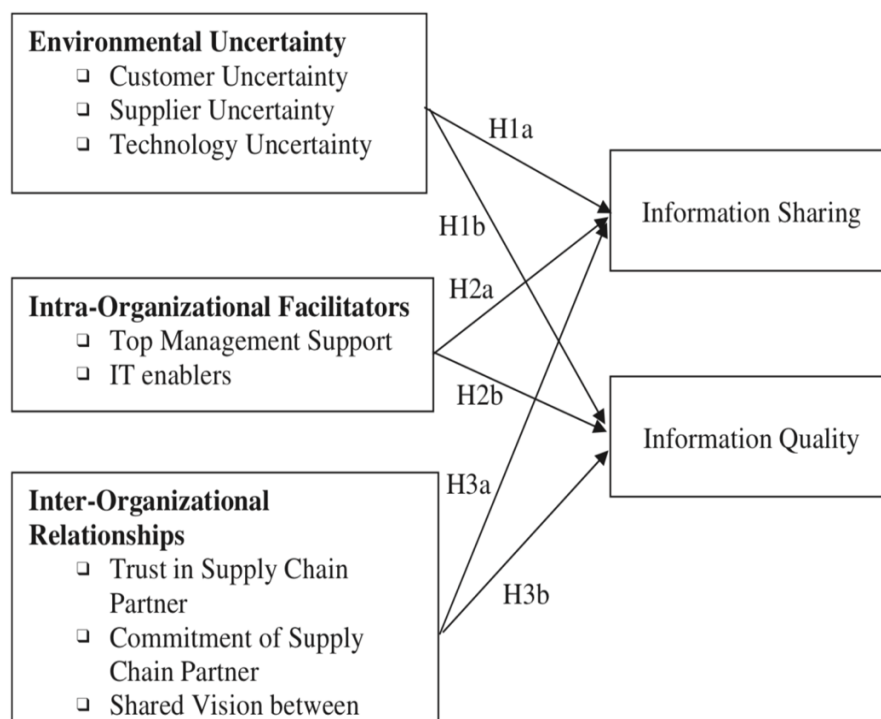 Environmental Uncertainty
❑ Customer Uncertainty
❑ Supplier Uncertainty
❑ Technology Uncertainty
H1a
Information Sharing
H1b
H2a
Intra-Organizational Facilitators
❑ Top Management Support
❑ IT enablers
H2b
Information Quality
H3a
Inter-Organizational
Relationships
❑ Trust in Supply Chain
Partner
❑ Commitment of Supply
Chain Partner
❑ Shared Vision between
H3b